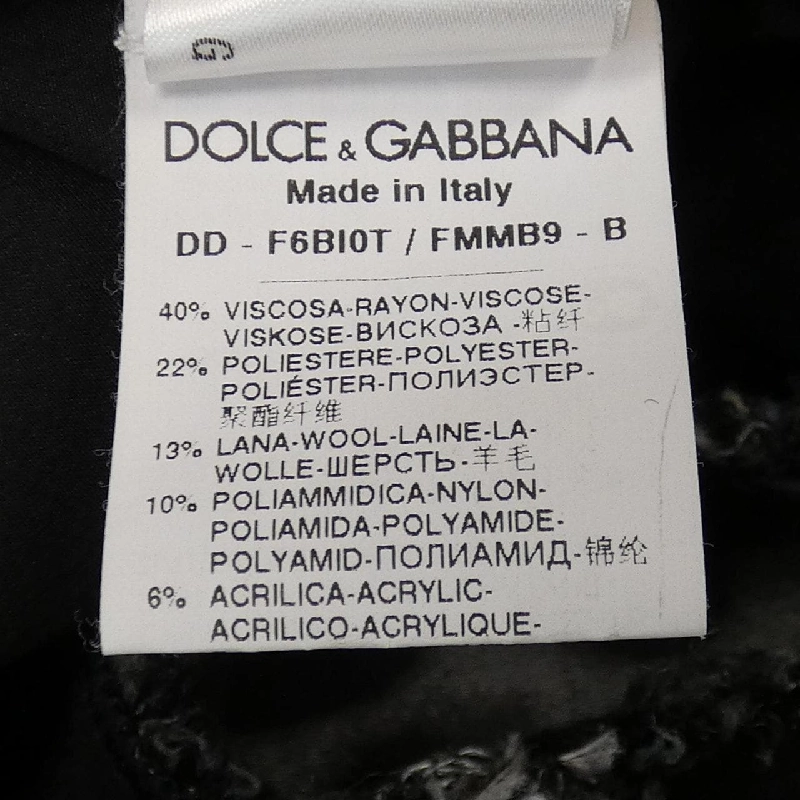 G
DOLCE & GABBANA
Made in Italy
DD - F6BI0T / FMMB9 - B
40% VISCOSA-RAYON-VISCOSE-
VISKOSE-ВИСКОЗА -粘纤
22% POLIESTERE-POLYESTER-
POLIÉSTER-ПОЛИЭСТЕР-
聚酯纤维
13% LANA-WOOL-LAINE-LA-
WOLLE-ШЕРСТЬ-羊毛
10% POLIAMMIDICA-NYLON-
POLIAMIDA-POLYAMIDE-
POLYAMID-ПОЛИАМИД-锦纶
6% ACRILICA-ACRYLIC-
ACRILICO-ACRYLIQUE-